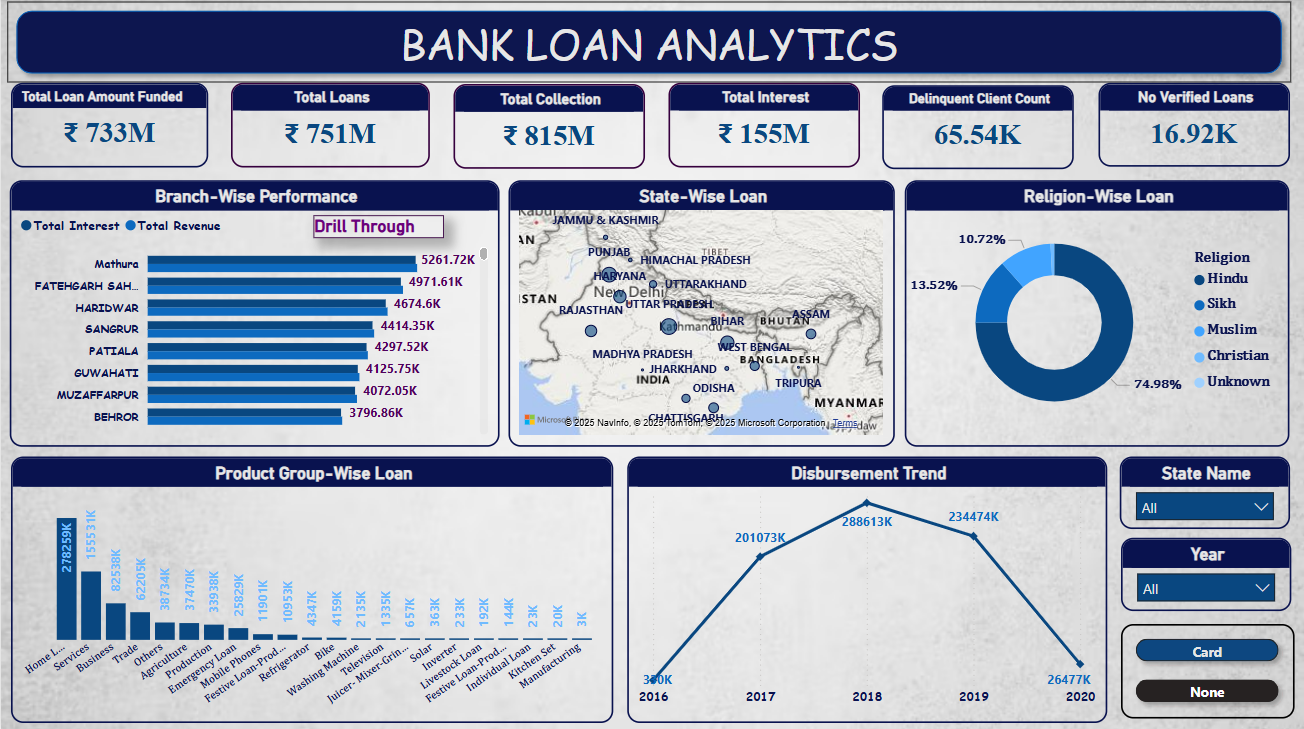 BANK LOAN ANALYTICS
Total Loan Amount Funded
₹ 733M
Total Loans
₹ 751M
Total Collection
₹ 815M
Total Interest
₹ 155M
Delinquent Client Count
65.54K
No Verified Loans
16.92K
Branch-Wise Performance
Total Interest Total Revenue
Drill Through
Mathura 5261.72K
FATEHGARH SAH... 4971.61K
HARIDWAR 4674.6K
SANGRUR 4414.35K
PATIALA 4297.52K
GUWAHATI 4125.75K
MUZAFFARPUR 4072.05K
BEHROR 3796.86K
State-Wise Loan
Kabul
JAMMU & KASHMIR
AN
PUNJAB
TIBET
HIMACHAL PRADESH
HARYANA
UTTARAKHAND
New Delhi
ISTAN
UTTAR PRADESH
RAJASTHAN
ASSAM
BIHAR
BHUTAN
Kathmandu
WEST BENGAL
MADHYA PRADESH
BANGLADESH
JHARKHAND
INDIA
TRIPURA
ODISHA
MYANMAR
CHATTISGARH
© 2025 NavInfo, © 2025 TomTom, © 2025 Microsoft Corporation Terms
Religion-Wise Loan
10.72%
13.52%
74.98%
Religion
Hindu
Sikh
Muslim
Christian
Unknown
Product Group-Wise Loan
278259K
155531K
82538K
62205K
38734K
37470K
33938K
25829K
11901K
10953K
4347K
4159K
2135K
1335K
657K
363K
233K
192K
144K
23K
20K
3K
Home L...
Services
Business
Trade
Others
Agriculture
Production
Emergency Loan
Mobile Phones
Festive Loan-Prod...
Refrigerator
Bike
Washing Machine
Television
Juicer- Mixer-Grin...
Solar
Inverter
Livestock Loan
Festive Loan-Prod...
Individual Loan
Kitchen Set
Manufacturing
Disbursement Trend
201073K
288613K
234474K
26477K
2016
2017
2018
2019
2020
State Name
All
Year
All
Card
None